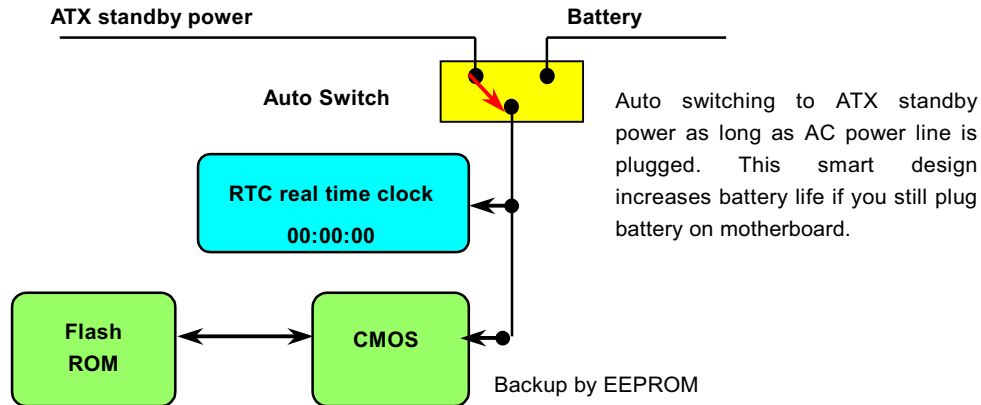 ATX standby power
Battery
Auto Switch
Auto switching to ATX standby
power as long as AC power line is
plugged. This smart design
increases battery life if you still plug
battery on motherboard.
RTC real time clock
00:00:00
Flash
ROM
CMOS
Backup by EEPROM